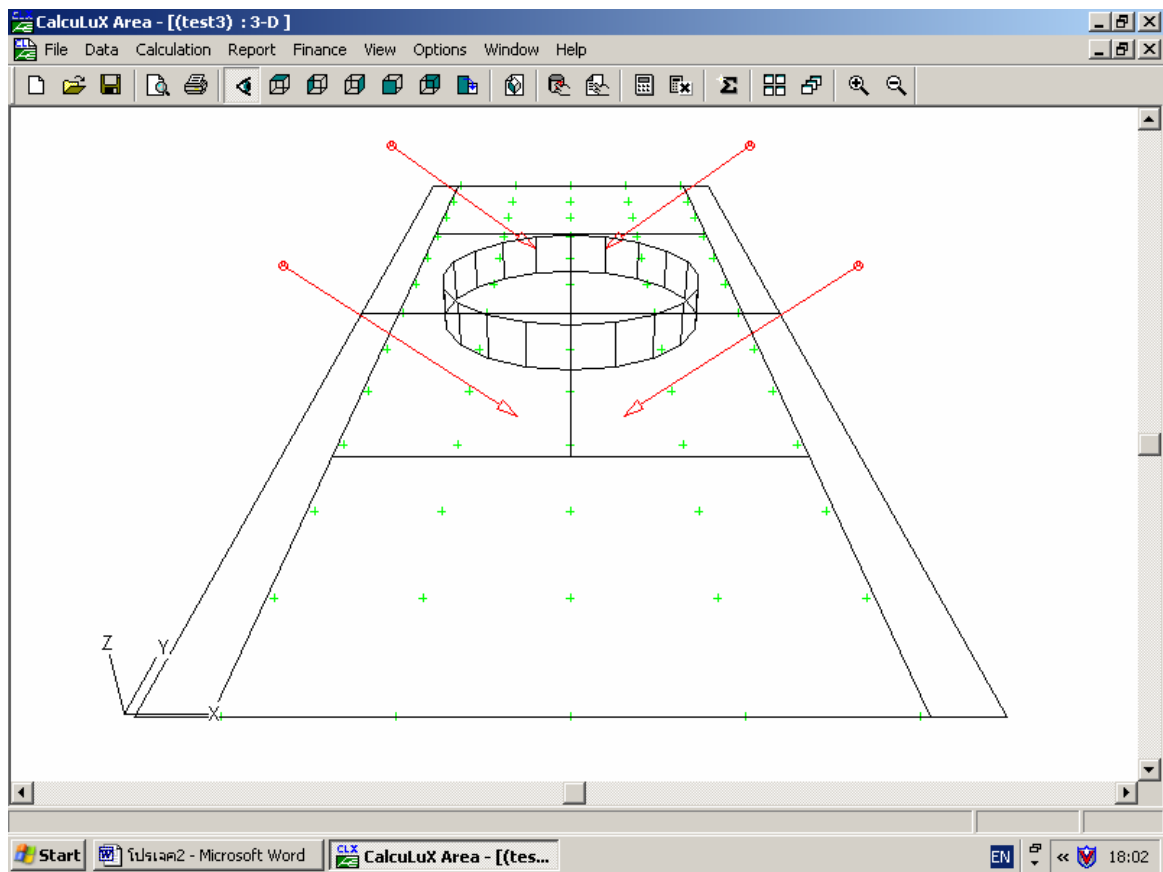 CalcuLuX Area - [(test3) : 3-D ]
File Data Calculation Report Finance View Options Window Help
Z
Y
X
Start โปรเจค2 - Microsoft Word CLX CalcuLuX Area - [(tes... EN « 18:02